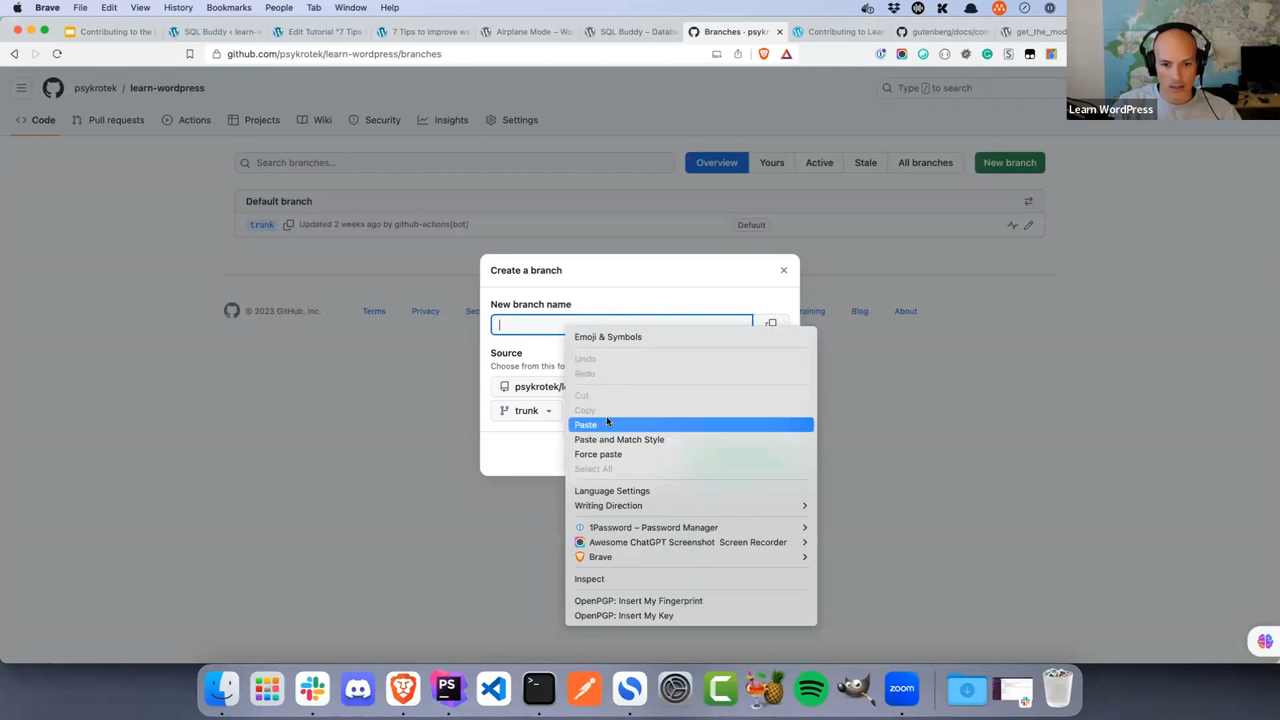 Brave File Edit View History Bookmarks People Tab Window Help
Contributing to the SQL Buddy ‹ learn-w Edit Tutorial "7 Tips 7 Tips to improve we Airplane Mode – Wo SQL Buddy – Databa Branches · psykrot Contributing to Lear gutenberg/docs/cont get_the_mod
github.com/psykrotek/learn-wordpress/branches
psykrotek / learn-wordpress
Type / to search
Learn WordPress
Code Pull requests Actions Projects Wiki Security Insights Settings
Search branches...
Overview Yours Active Stale All branches New branch
Default branch
trunk Updated 2 weeks ago by github-actions[bot] Default
Create a branch
New branch name
Source
Choose from this fo
psykrotek/le
trunk
© 2023 GitHub, Inc. Terms Privacy Sec raining Blog About
Emoji & Symbols
Undo
Redo
Cut
Copy
Paste
Paste and Match Style
Force paste
Select All
Language Settings
Writing Direction
1Password – Password Manager
Awesome ChatGPT Screenshot Screen Recorder
Brave
Inspect
OpenPGP: Insert My Fingerprint
OpenPGP: Insert My Key
PS
zoom